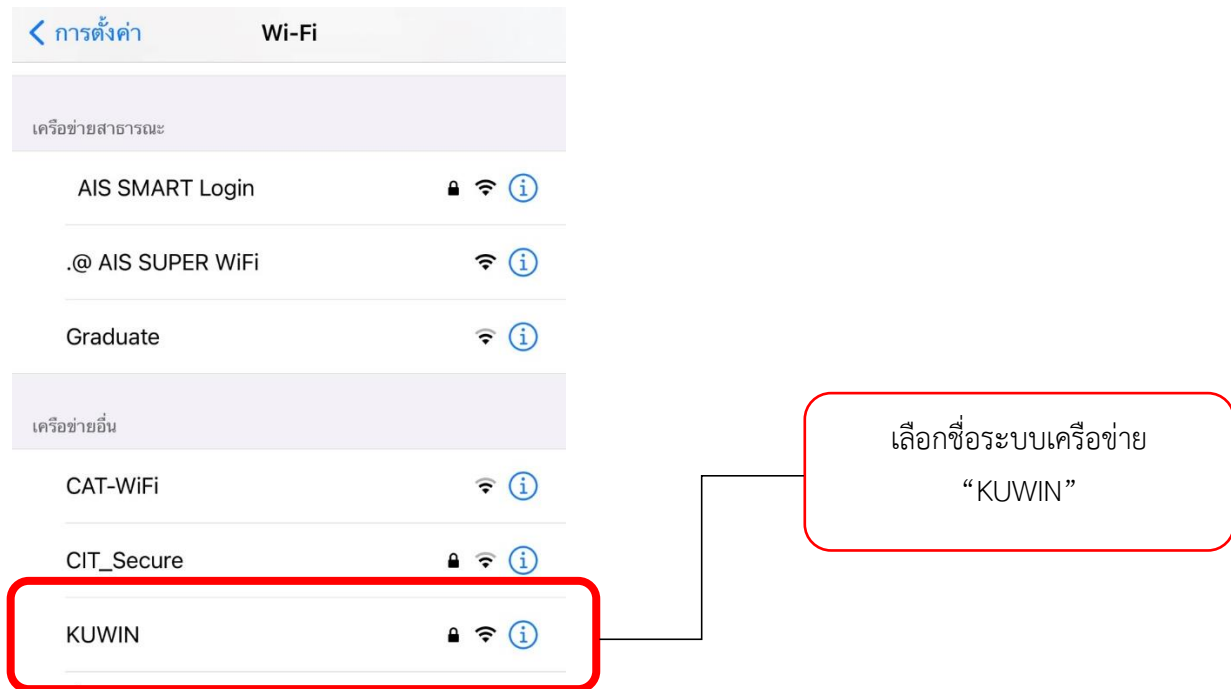 การตั้งค่า Wi-Fi
เครือข่ายสาธารณะ
AIS SMART Login
.@ AIS SUPER WiFi
Graduate
เครือข่ายอื่น
CAT-WiFi
CIT_Secure
KUWIN
เลือกชื่อระบบเครือข่าย
“KUWIN”